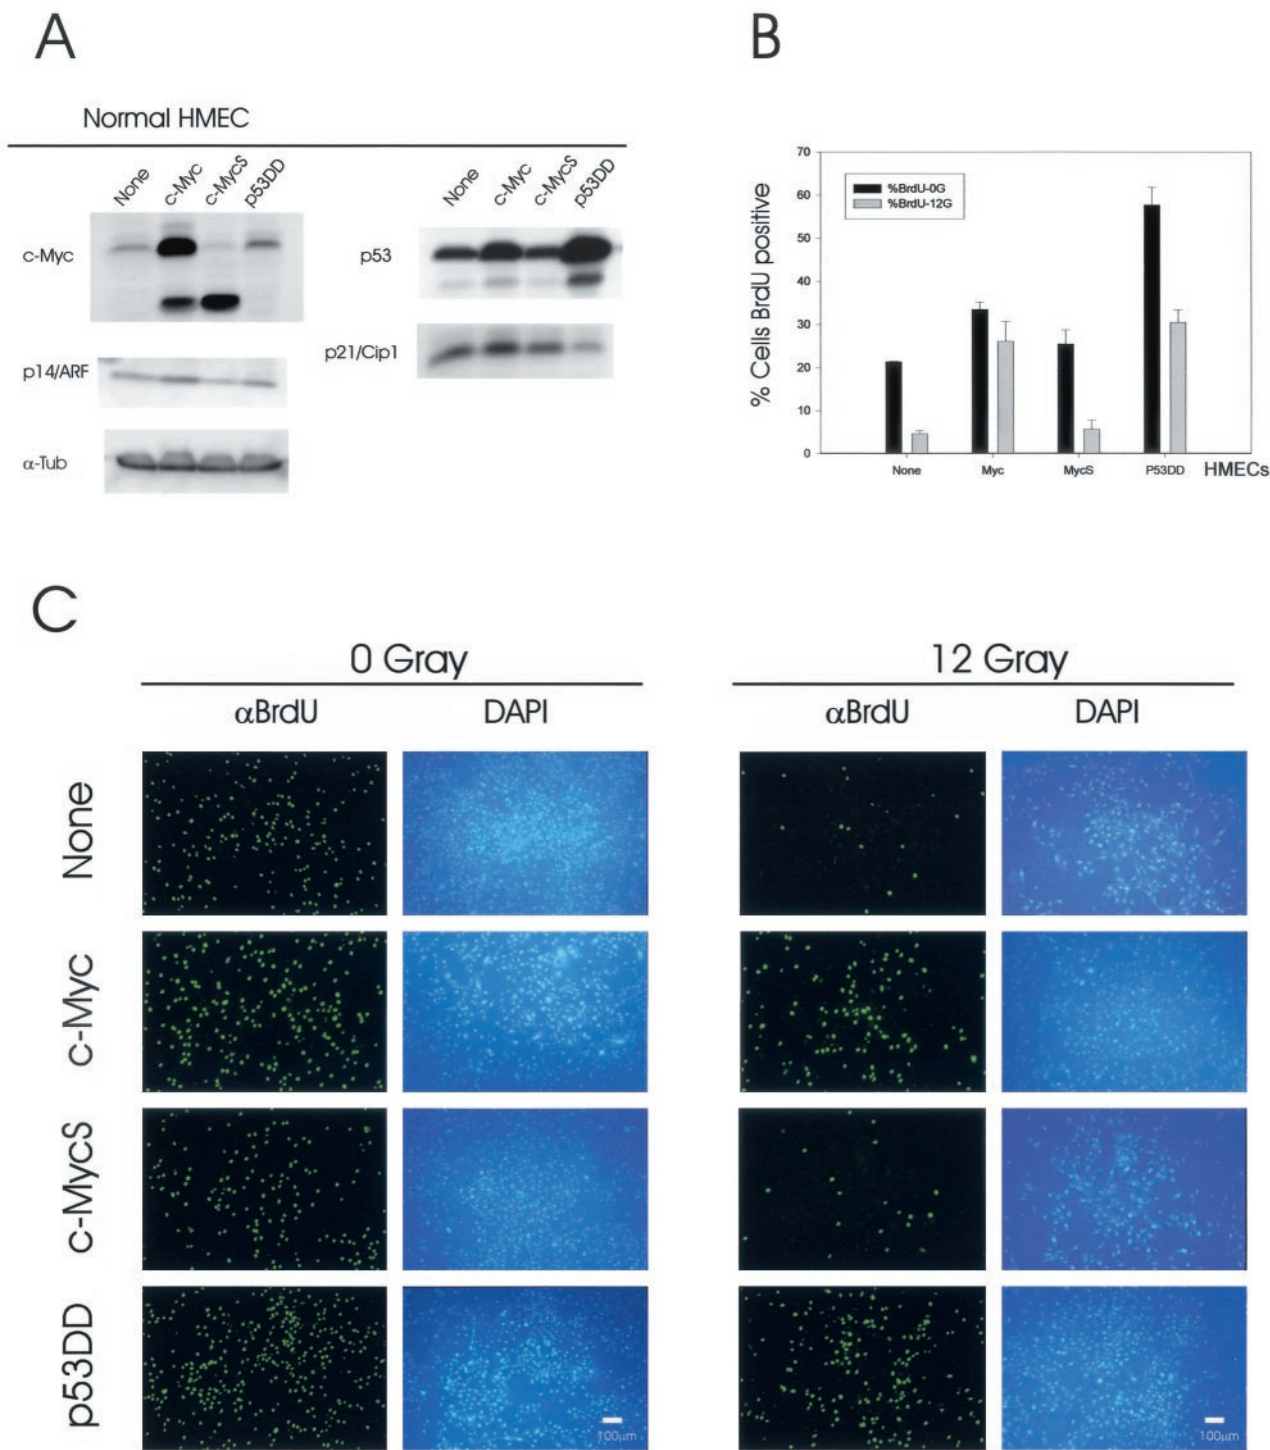 A
Normal HMEC
None
c-Myc
c-MycS
p53DD
c-Myc
p14/ARF
α-Tub
None
c-Myc
c-MycS
p53DD
p53
p21/Cip1
B
% Cells BrdU positive
70
60
50
40
30
20
10
0
%BrdU-0G
%BrdU-12G
None Myc MycS P53DD HMECs
C
0 Gray
12 Gray
αBrdU DAPI αBrdU DAPI
None
c-Myc
c-MycS
p53DD
100μm
100μm